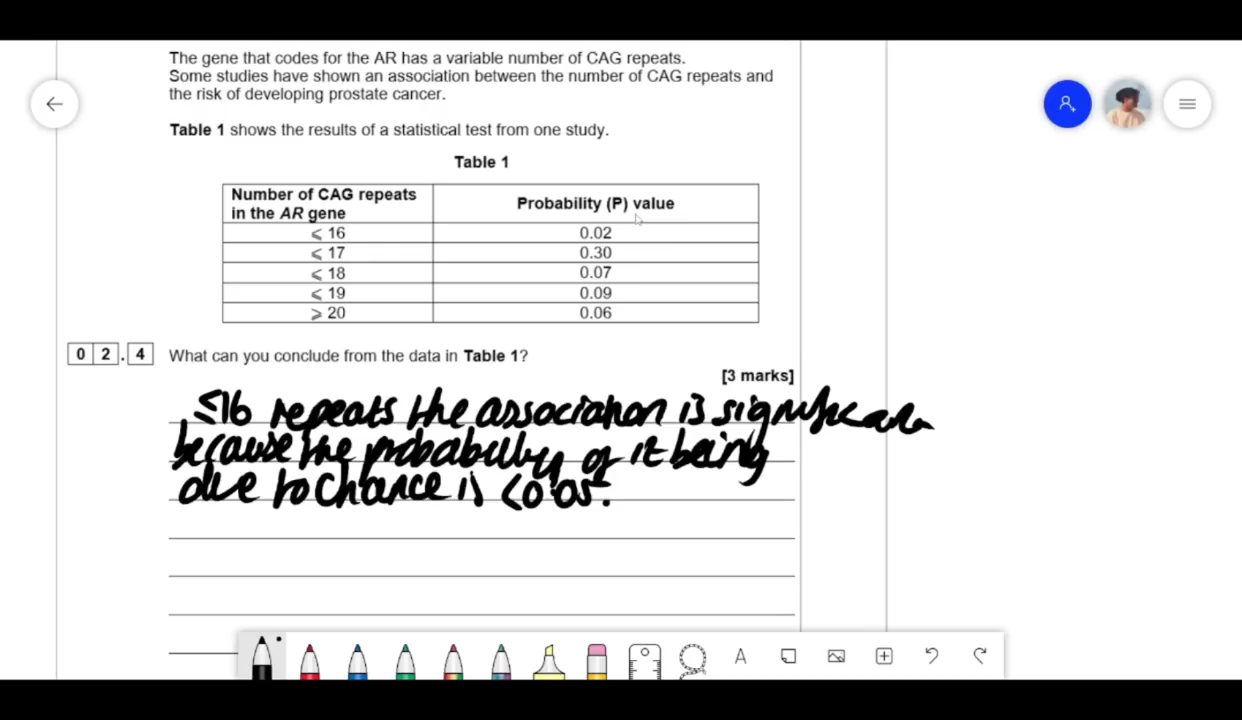 The gene that codes for the AR has a variable number of CAG repeats.
Some studies have shown an association between the number of CAG repeats and
the risk of developing prostate cancer.
Table 1 shows the results of a statistical test from one study.
Table 1
Number of CAG repeats in the AR gene Probability (P) value
⩽ 16 0.02
⩽ 17 0.30
⩽ 18 0.07
⩽ 19 0.09
⩾ 20 0.06
0 2 . 4 What can you conclude from the data in Table 1?
[3 marks]
≤16 repeats the association is significant
because the probability of it being
due to chance is <0.05.
A